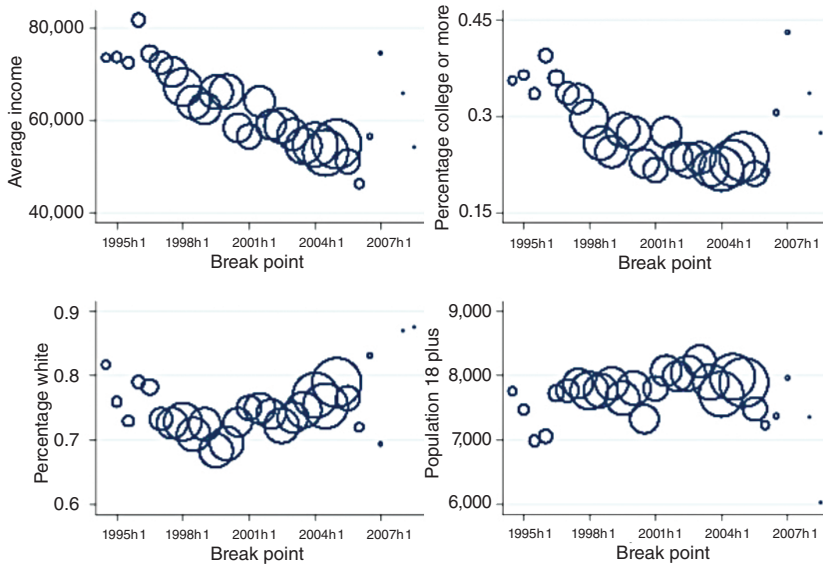 Average income
80,000
60,000
40,000
1995h1 1998h1 2001h1 2004h1 2007h1
Break point
Percentage college or more
0.45
0.3
0.15
1995h1 1998h1 2001h1 2004h1 2007h1
Break point
Percentage white
0.9
0.8
0.7
0.6
1995h1 1998h1 2001h1 2004h1 2007h1
Break point
Population 18 plus
9,000
8,000
7,000
6,000
1995h1 1998h1 2001h1 2004h1 2007h1
Break point